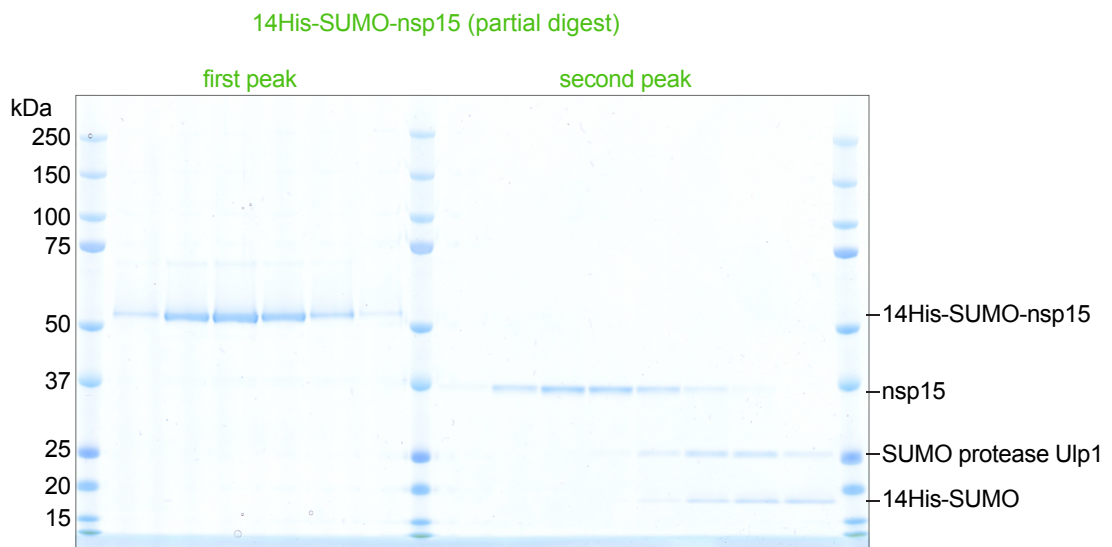 14His-SUMO-nsp15 (partial digest)
first peak
second peak
kDa
250
150
100
75
50
37
25
20
15
14His-SUMO-nsp15
nsp15
SUMO protease Ulp1
14His-SUMO